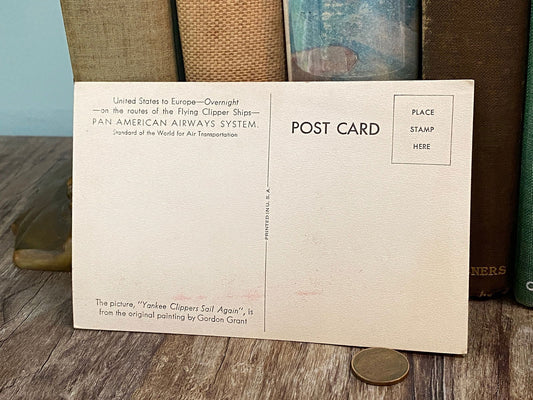 United States to Europe—Overnight
—on the routes of the Flying Clipper Ships—
PAN AMERICAN AIRWAYS SYSTEM.
Standard of the World for Air Transportation
POST CARD
PLACE
STAMP
HERE
PRINTED IN U. S. A.
The picture, "Yankee Clippers Sail Again", is
from the original painting by Gordon Grant
NERS